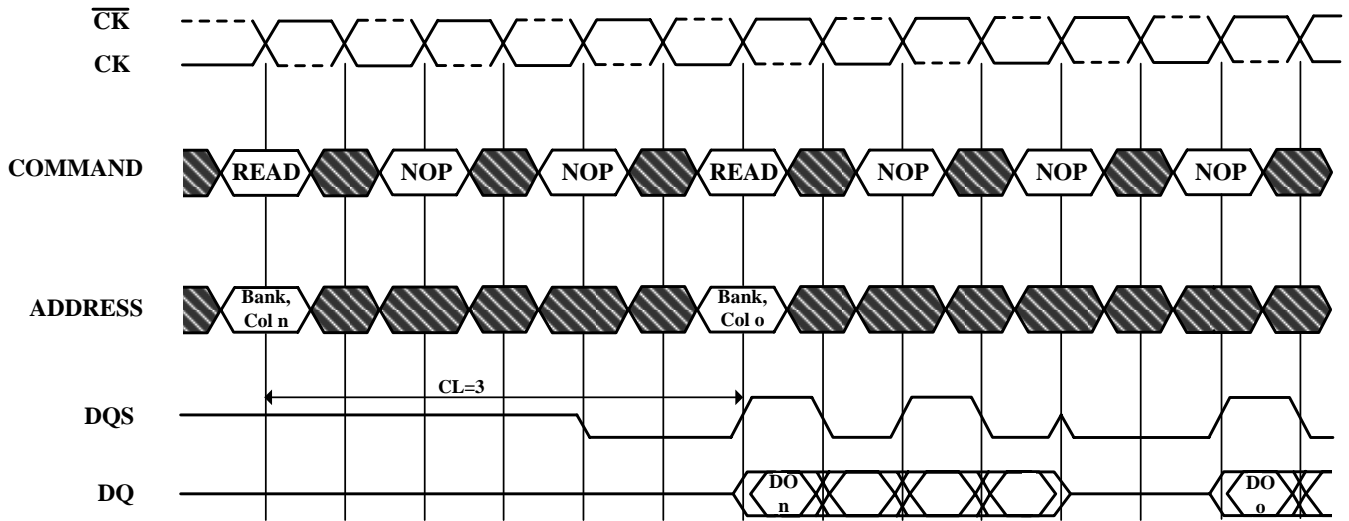 CK
CK
COMMAND
READ
NOP
NOP
READ
NOP
NOP
NOP
ADDRESS
Bank,
Col n
Bank,
Col o
CL=3
DQS
DQ
DO
n
DO
o